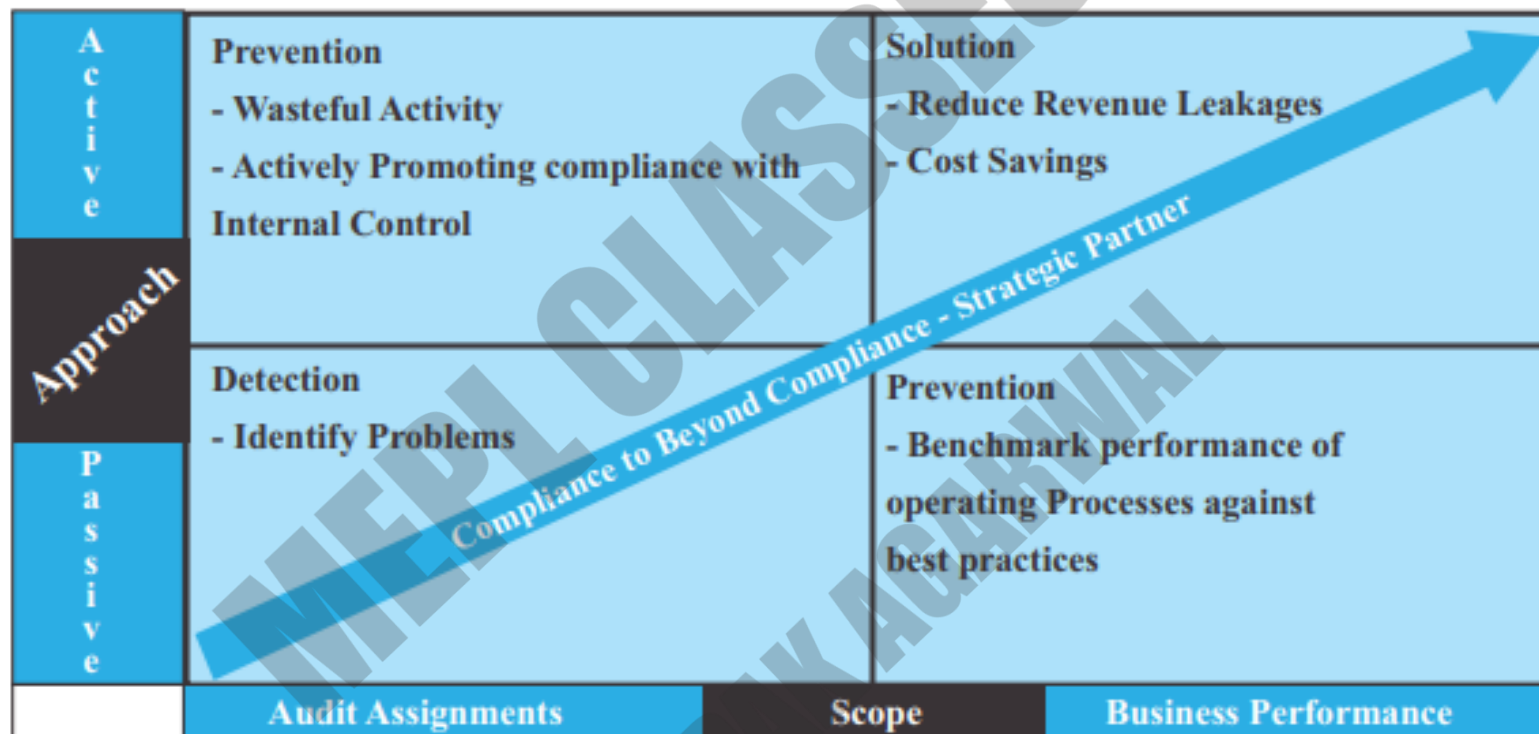 Active
Approach
Passive
Prevention
- Wasteful Activity
- Actively Promoting compliance with
Internal Control
Solution
- Reduce Revenue Leakages
- Cost Savings
Compliance to Beyond Compliance - Strategic Partner
Detection
- Identify Problems
Prevention
- Benchmark performance of
operating Processes against
best practices
Audit Assignments
Scope
Business Performance
MEPL CLASSES
AGARWAL